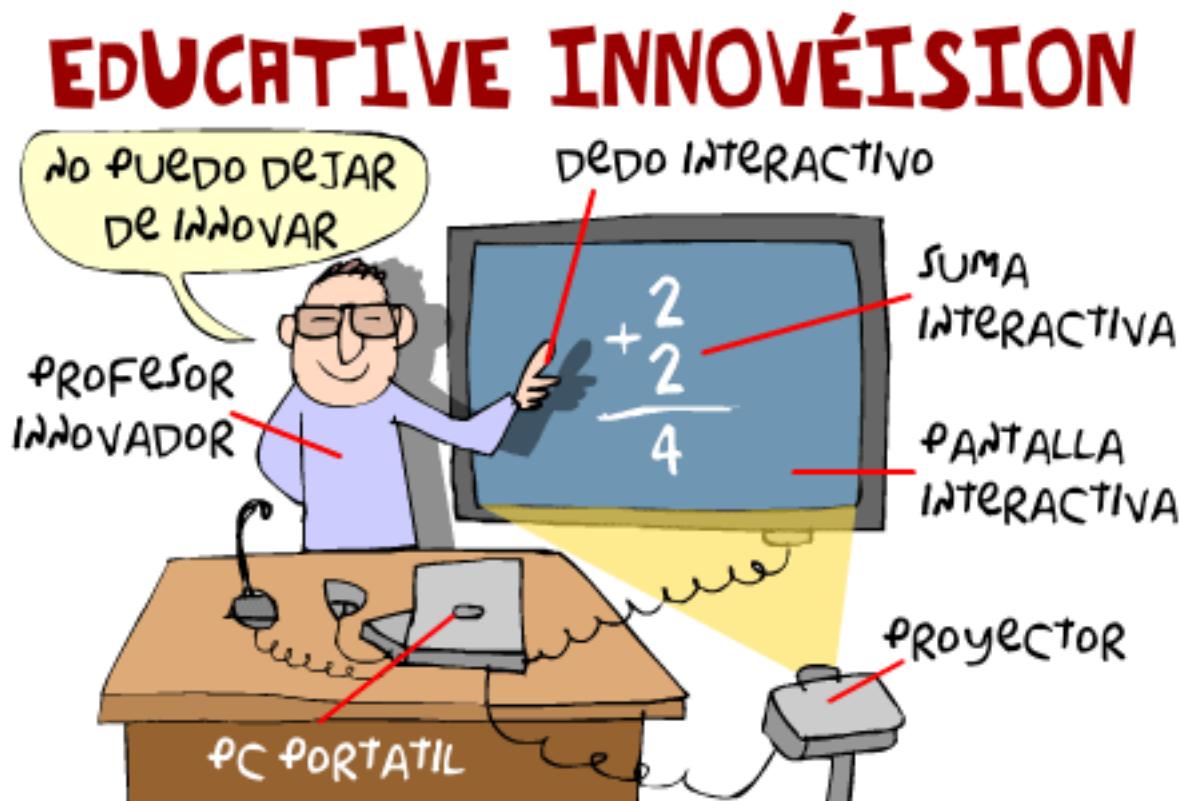 EDUCATIVE INNOVÉISION
NO PUEDO DEJAR
DE INNOVAR
DEDO INTERACTIVO
SUMA
INTERACTIVA
2
+
2
4
PROFESOR
INNOVADOR
PANTALLA
INTERACTIVA
PROYECTOR
PC PORTATIL